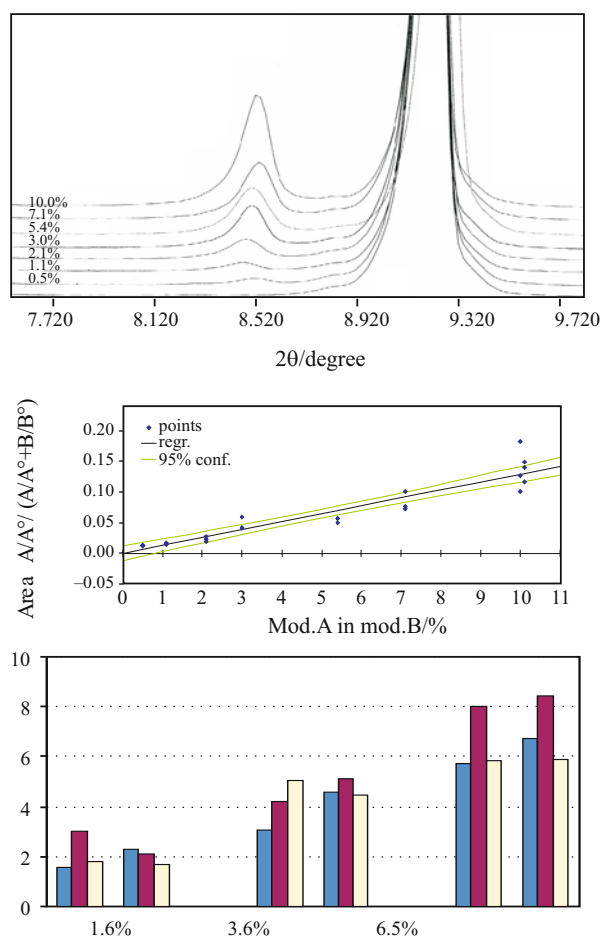 10.0%
7.1%
5.4%
3.0%
2.1%
1.1%
0.5%
7.720 8.120 8.520 8.920 9.320 9.720
2θ/degree
Area A/A°/ (A/A°+B/B°)
0.20
0.15
0.10
0.05
0.00
–0.05
points
regr.
95% conf.
0 1 2 3 4 5 6 7 8 9 10 11
Mod.A in mod.B/%
10
8
6
4
2
0
1.6% 3.6% 6.5%